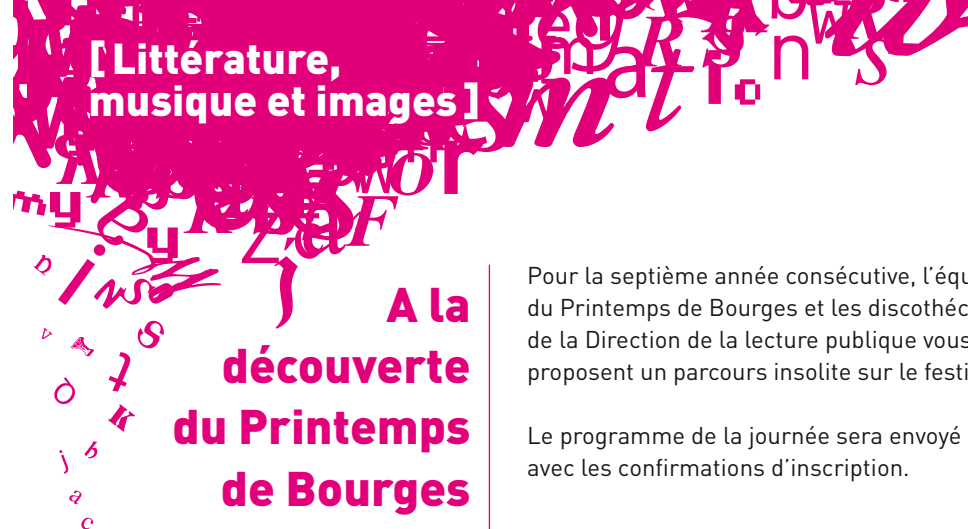 [Littérature,
musique et images]
A la
découverte
du Printemps
de Bourges
Pour la septième année consécutive, l’équ
du Printemps de Bourges et les discothéc
de la Direction de la lecture publique vous
proposent un parcours insolite sur le festi
Le programme de la journée sera envoyé
avec les confirmations d’inscription.